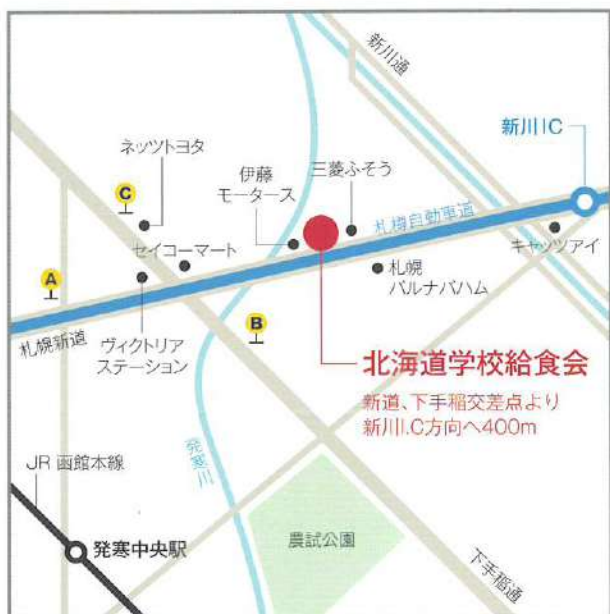 新川通
新川IC
ネッツトヨタ
C
伊藤
モータース
三菱ふそう
札樽自動車道
セイコーマート
キャッツアイ
A
札幌
バルナバハム
B
札幌新道
ヴィクトリア
ステーション
北海道学校給食会
新道、下手稲交差点より
新川I.C方向へ400m
発寒川
JR 函館本線
農試公園
発寒中央駅
下手稲通